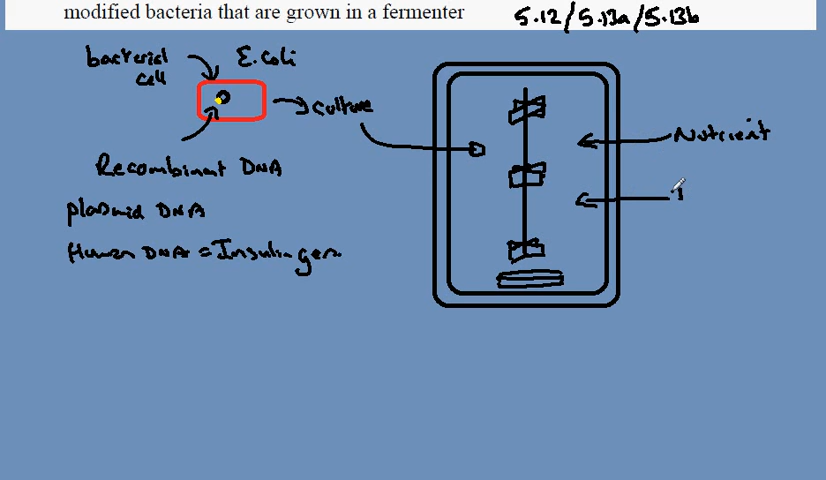 modified bacteria that are grown in a fermenter
5.12/5.13a/5.13b
bacterial
cell
E.coli
culture
Nutrient
Recombinant DNA
plasmid DNA
Human DNA = Insulin gene